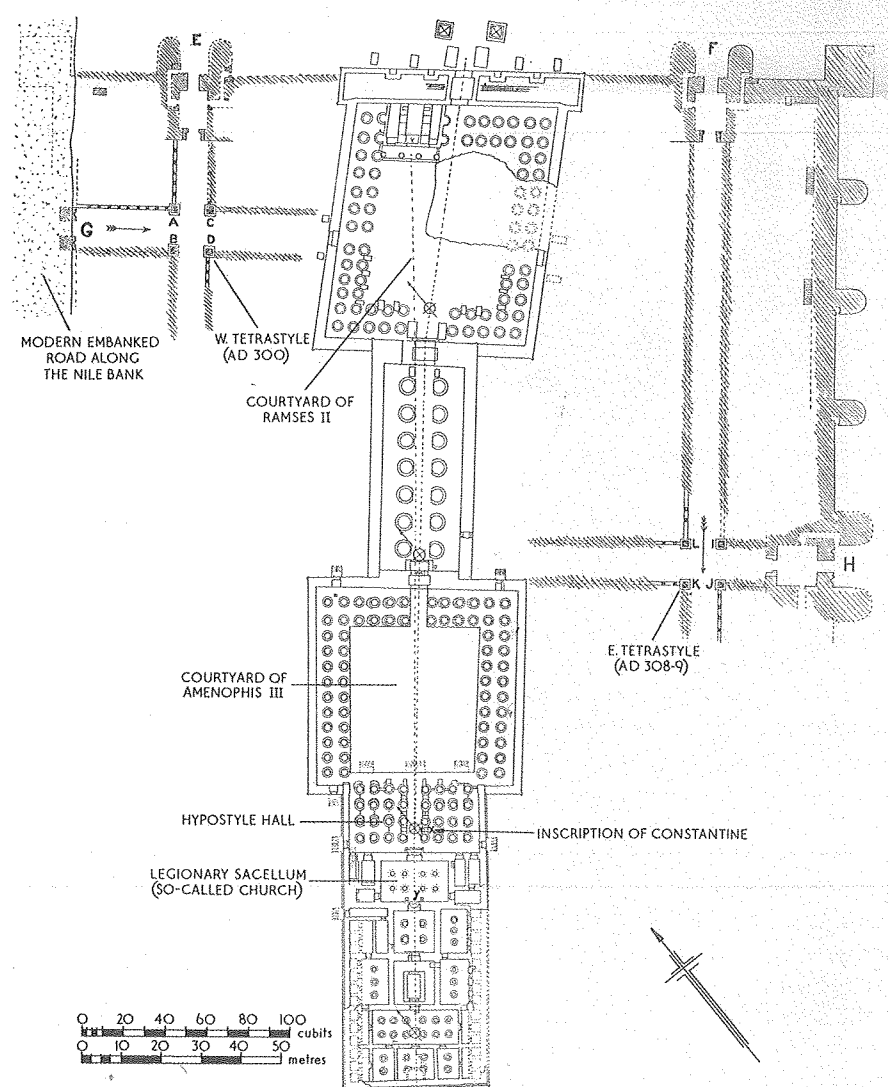 E
F
G
A
C
B
D
MODERN EMBANKED
ROAD ALONG
THE NILE BANK
W. TETRASTYLE
(AD 300)
COURTYARD OF
RAMSES II
L I
H
K J
E. TETRASTYLE
(AD 308-9)
COURTYARD OF
AMENOPHIS III
HYPOSTYLE HALL
INSCRIPTION OF CONSTANTINE
LEGIONARY SACELLUM
(SO-CALLED CHURCH)
y
0 20 40 60 80 100
cubits
0 10 20 30 40 50
metres